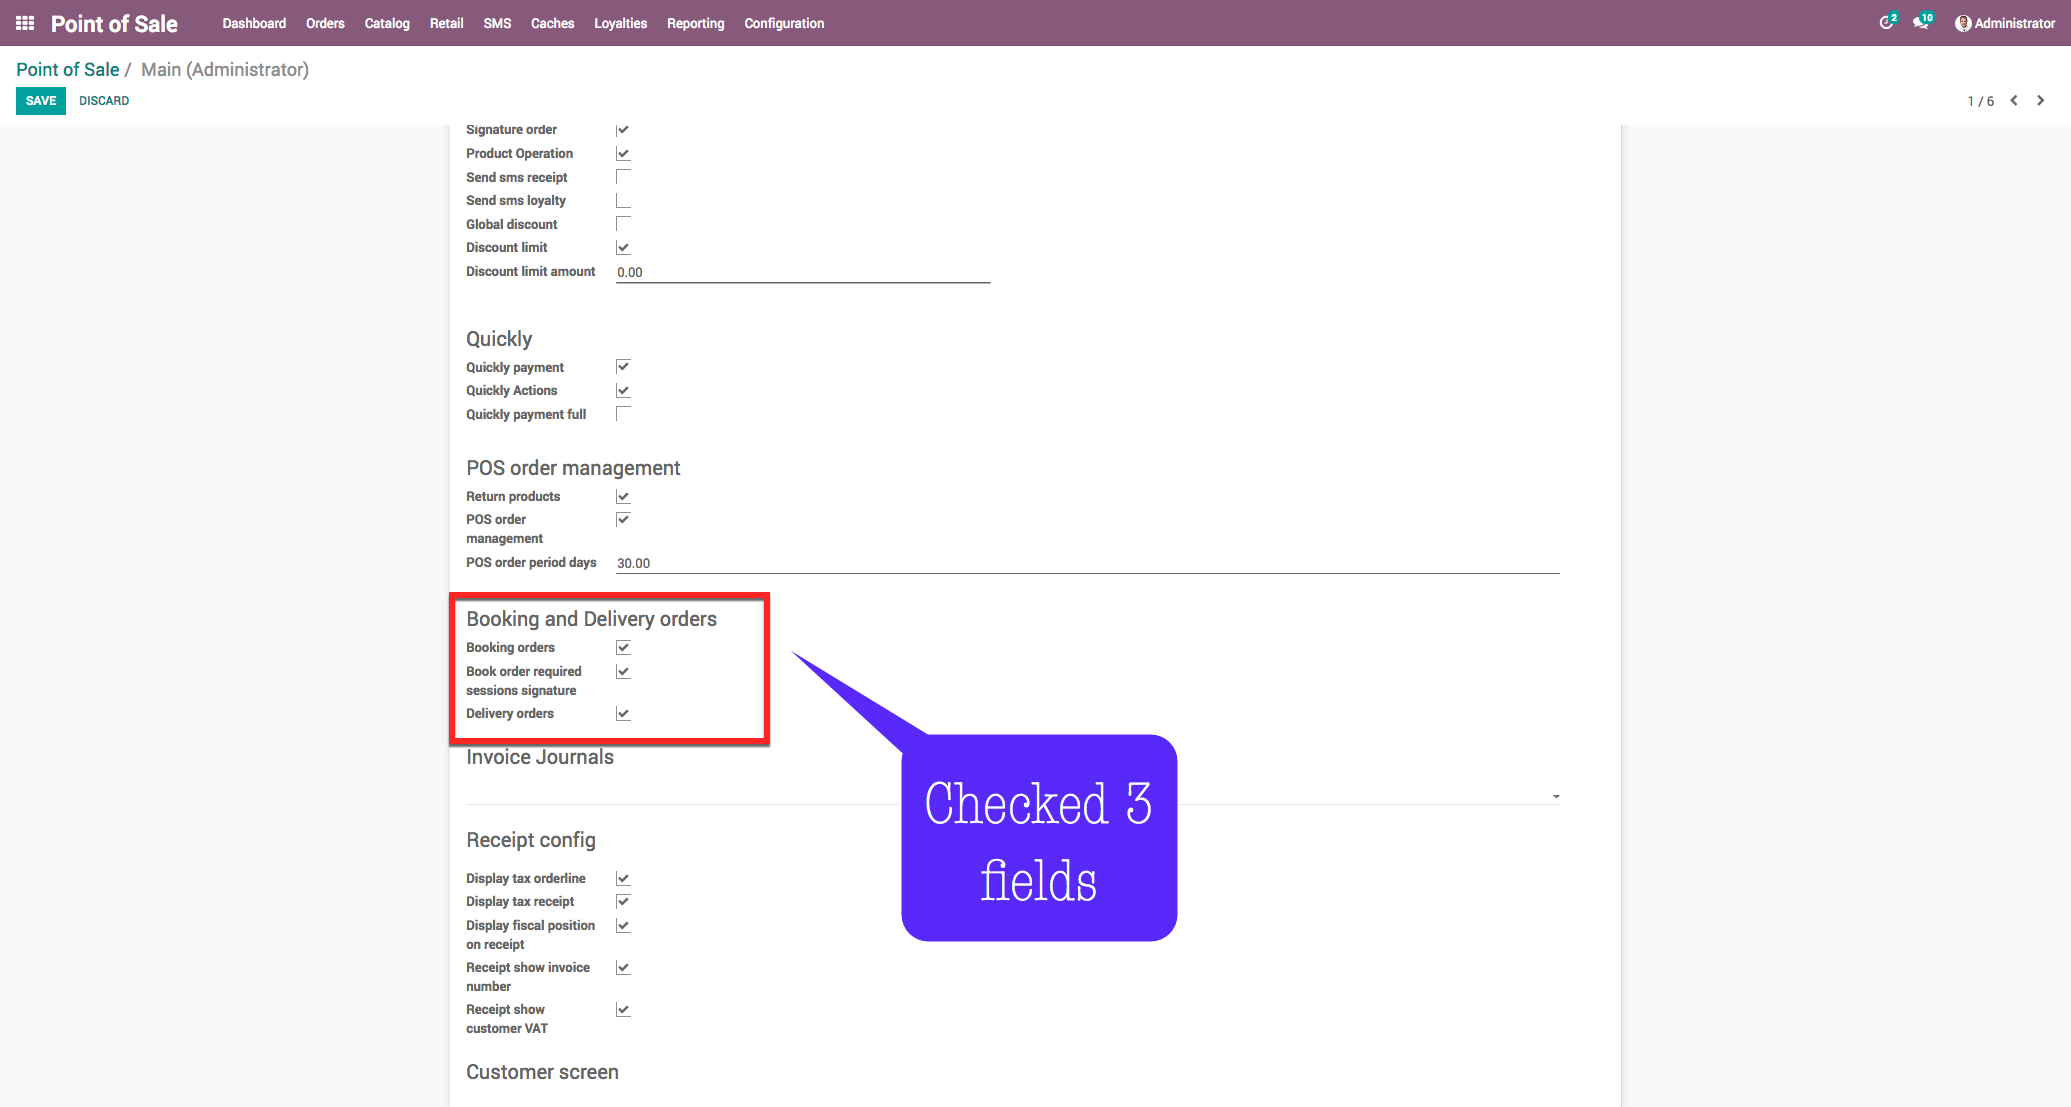 Point of Sale Dashboard Orders Catalog Retail SMS Caches Loyalties Reporting Configuration 2 10 Administrator
Point of Sale / Main (Administrator)
SAVE DISCARD 1 / 6
Signature order
Product Operation
Send sms receipt
Send sms loyalty
Global discount
Discount limit
Discount limit amount 0.00
Quickly
Quickly payment
Quickly Actions
Quickly payment full
POS order management
Return products
POS order
management
POS order period days 30.00
Booking and Delivery orders
Booking orders
Book order required
sessions signature
Delivery orders
Invoice Journals
Checked 3
fields
Receipt config
Display tax orderline
Display tax receipt
Display fiscal position
on receipt
Receipt show invoice
number
Receipt show
customer VAT
Customer screen